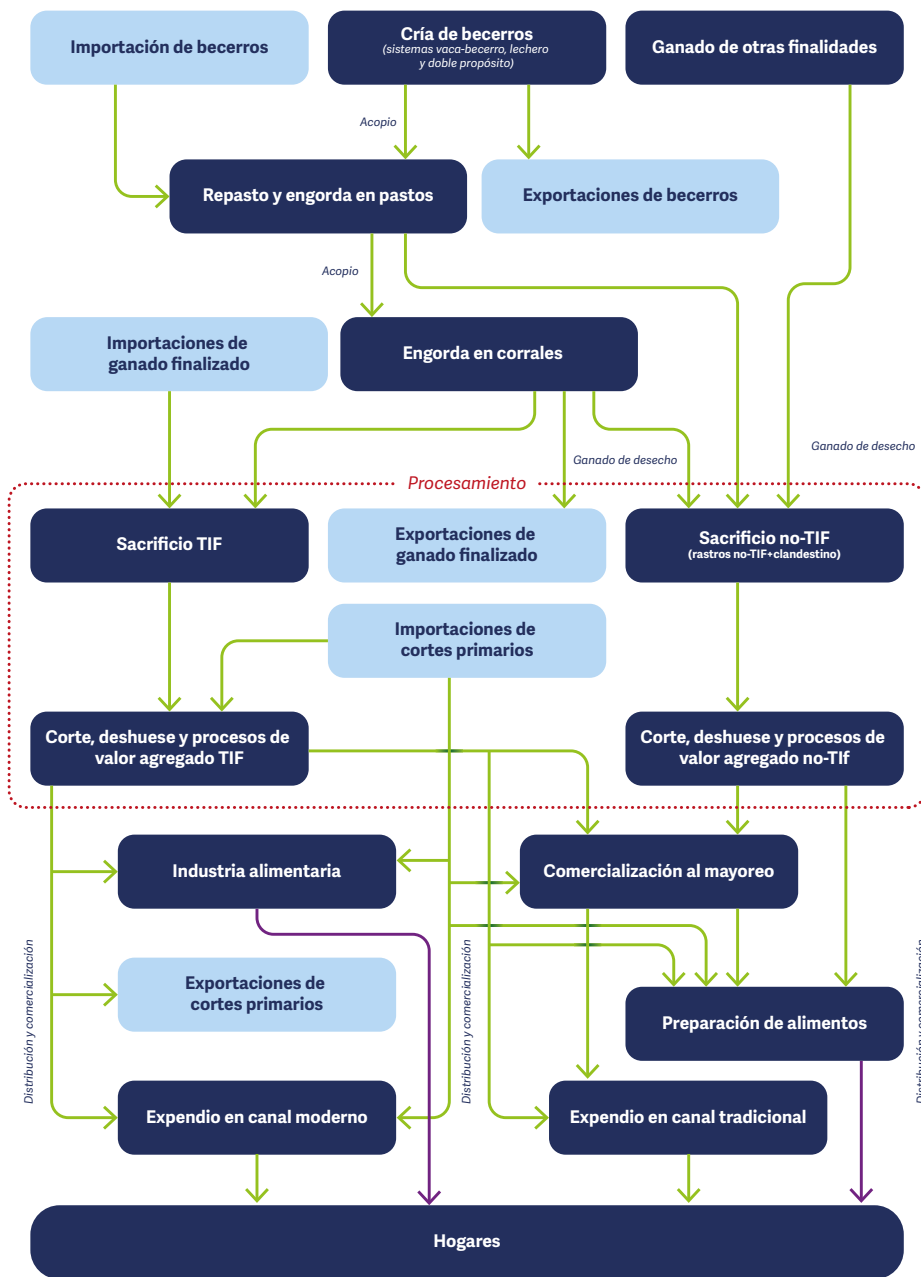 Importación de becerros
Cría de becerros
(sistemas vaca-becerro, lechero
y doble propósito)
Ganado de otras finalidades
Acopio
Repasto y engorda en pastos
Exportaciones de becerros
Acopio
Importaciones de
ganado finalizado
Engorda en corrales
Ganado de desecho
Ganado de desecho
Procesamiento
Sacrificio TIF
Exportaciones de
ganado finalizado
Sacrificio no-TIF
(rastros no-TIF+clandestino)
Importaciones de
cortes primarios
Corte, deshuese y procesos de
valor agregado TIF
Corte, deshuese y procesos de
valor agregado no-TIf
Industria alimentaria
Comercialización al mayoreo
Distribución y comercialización
Exportaciones de
cortes primarios
Distribución y comercialización
Preparación de alimentos
Distribución y comercialización
Expendio en canal moderno
Expendio en canal tradicional
Hogares